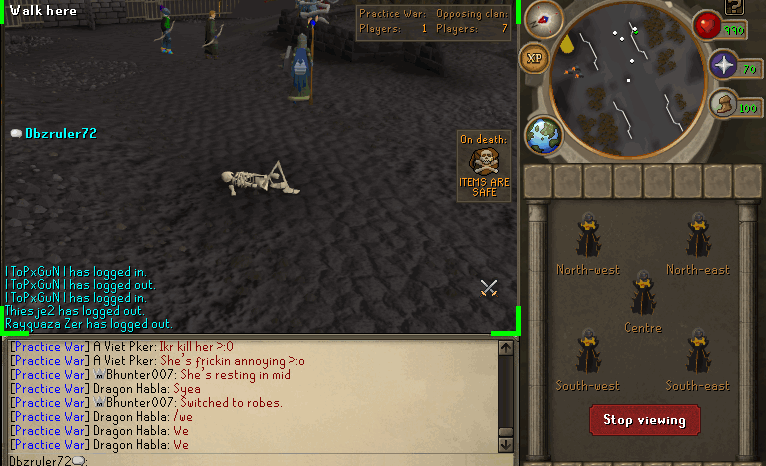 Walk here
Practice War: Opposing clan:
Players: 1 Players: 7
990
XP
70
100
Dbzruler72
On death:
ITEMS ARE
SAFE
North-west North-east
Centre
South-west South-east
Stop viewing
I ToPxGuN I has logged in.
I ToPxGuN I has logged out.
I ToPxGuN I has logged in.
Thiesje2 has logged out.
Rayquaza Zer has logged out.
[Practice War] A Viet Pker: Ikr kill her >:O
[Practice War] A Viet Pker: She's frickin annoying >:o
[Practice War] Bhunter007: She's resting in mid
[Practice War] Dragon Habla: Syea
[Practice War] Bhunter007: Switched to robes.
[Practice War] Dragon Habla: /we
[Practice War] Dragon Habla: We
[Practice War] Dragon Habla: We
Dbzruler72: